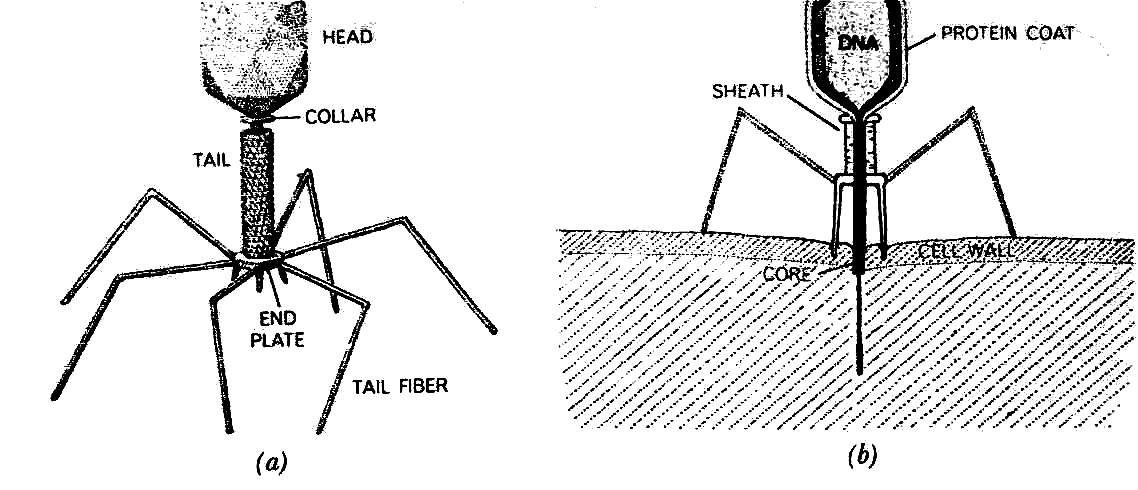 HEAD
COLLAR
TAIL
END
PLATE
TAIL FIBER
(a)
DNA
PROTEIN COAT
SHEATH
CELL WALL
CORE
(b)